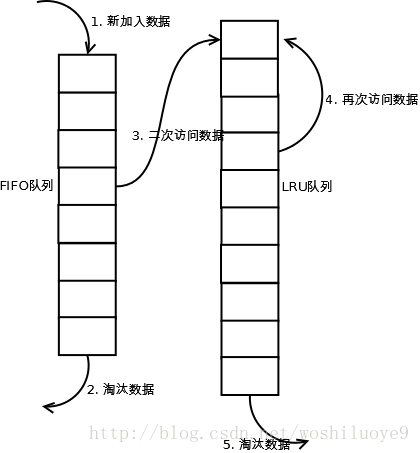 1. 新加入数据
3. 二次访问数据
4. 再次访问数据
FIFO队列
LRU队列
2. 淘汰数据
http://blog.csdn.net/woshiluoye9
5. 淘汰数据